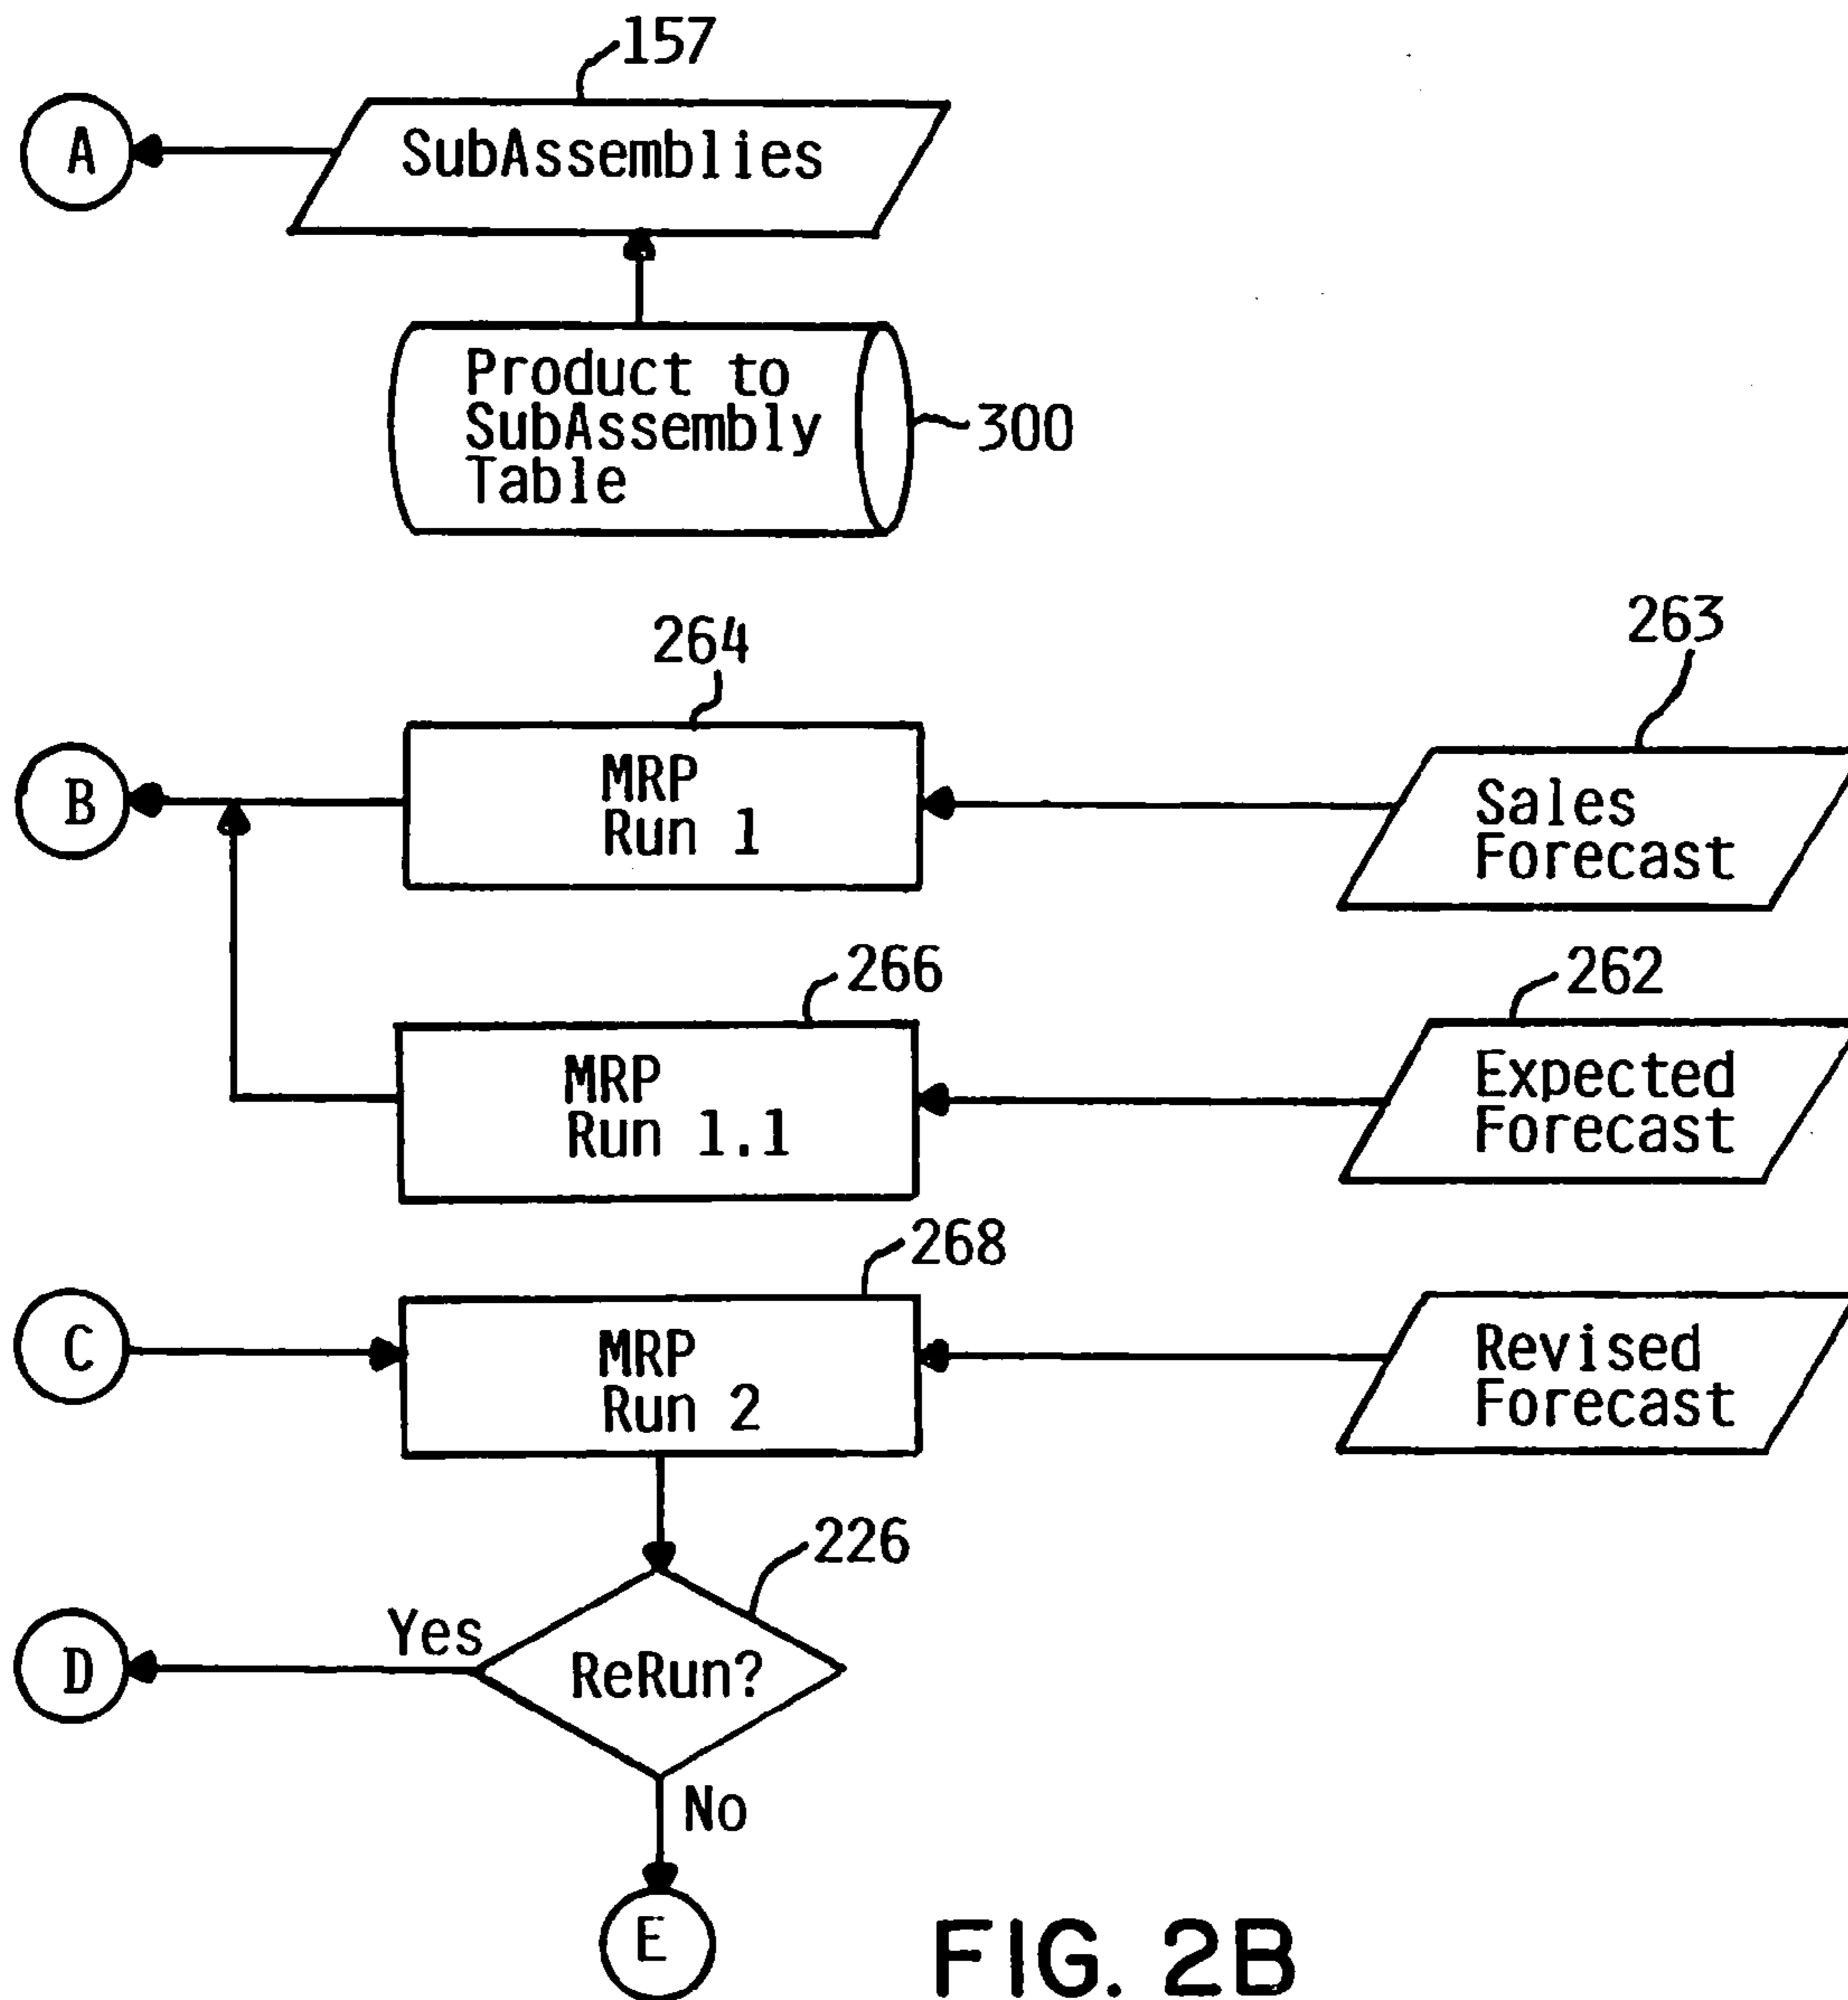 157
A
SubAssemblies
Product to
SubAssembly
Table
300
264
263
B
MRP
Run 1
Sales
Forecast
266
262
MRP
Run 1.1
Expected
Forecast
268
C
MRP
Run 2
Revised
Forecast
226
Yes
D
ReRun?
No
E
FIG. 2B